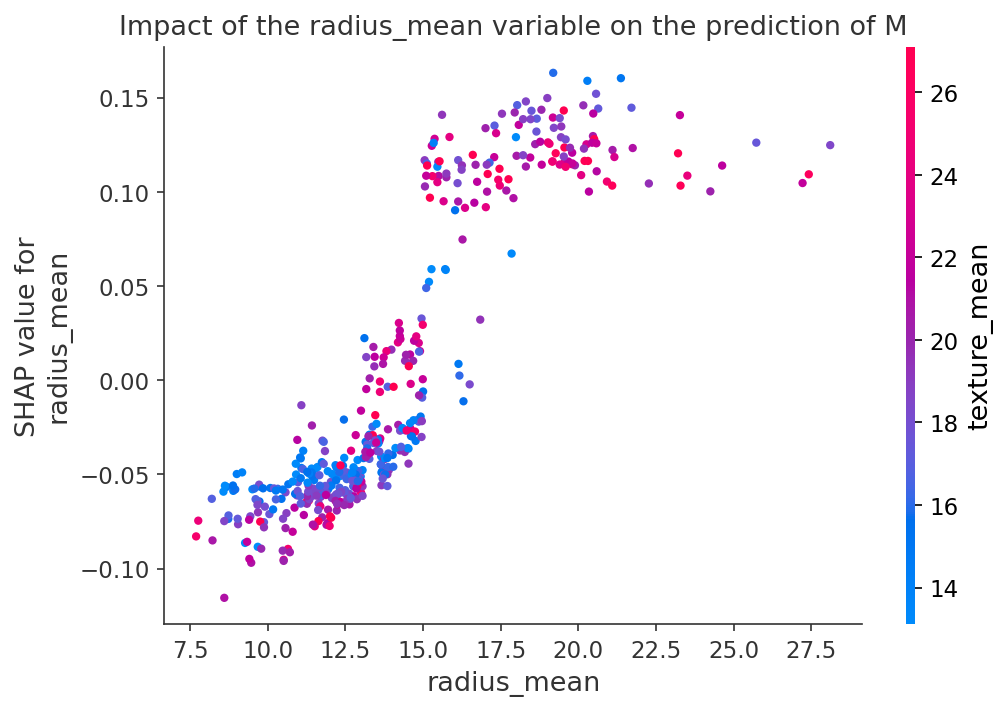 Impact of the radius_mean variable on the prediction of M
0.15
0.10
0.05
0.00
−0.05
−0.10
SHAP value for
radius_mean
7.5 10.0 12.5 15.0 17.5 20.0 22.5 25.0 27.5
radius_mean
26
24
22
20
18
16
14
texture_mean